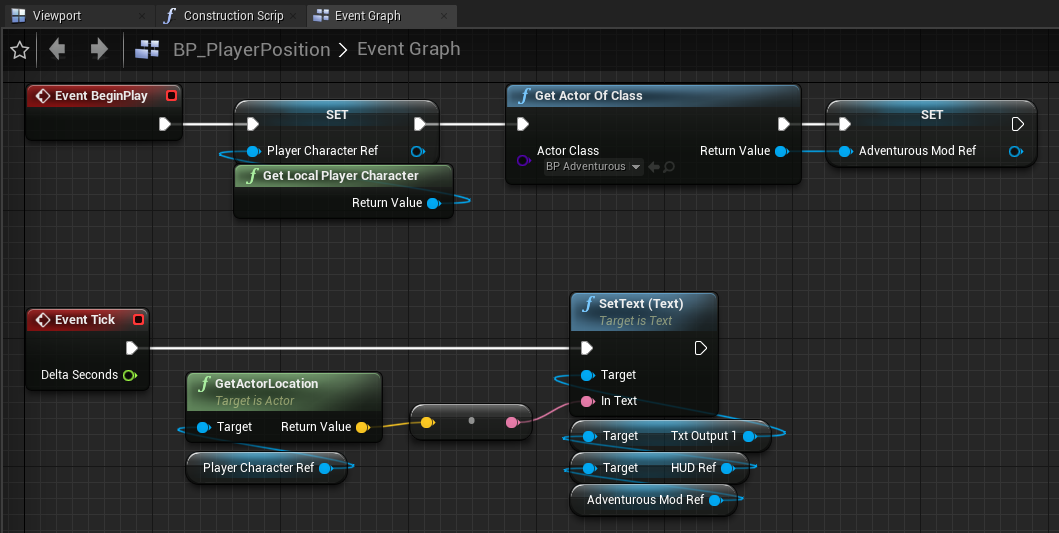 Viewport
Construction Scrip
Event Graph
BP_PlayerPosition > Event Graph
Event BeginPlay
SET
Player Character Ref
Get Local Player Character
Return Value
Get Actor Of Class
Actor Class
BP Adventurous
Return Value
SET
Adventurous Mod Ref
Event Tick
Delta Seconds
GetActorLocation
Target is Actor
Target
Return Value
Player Character Ref
SetText (Text)
Target is Text
Target
In Text
Target
Txt Output 1
Target
HUD Ref
Adventurous Mod Ref